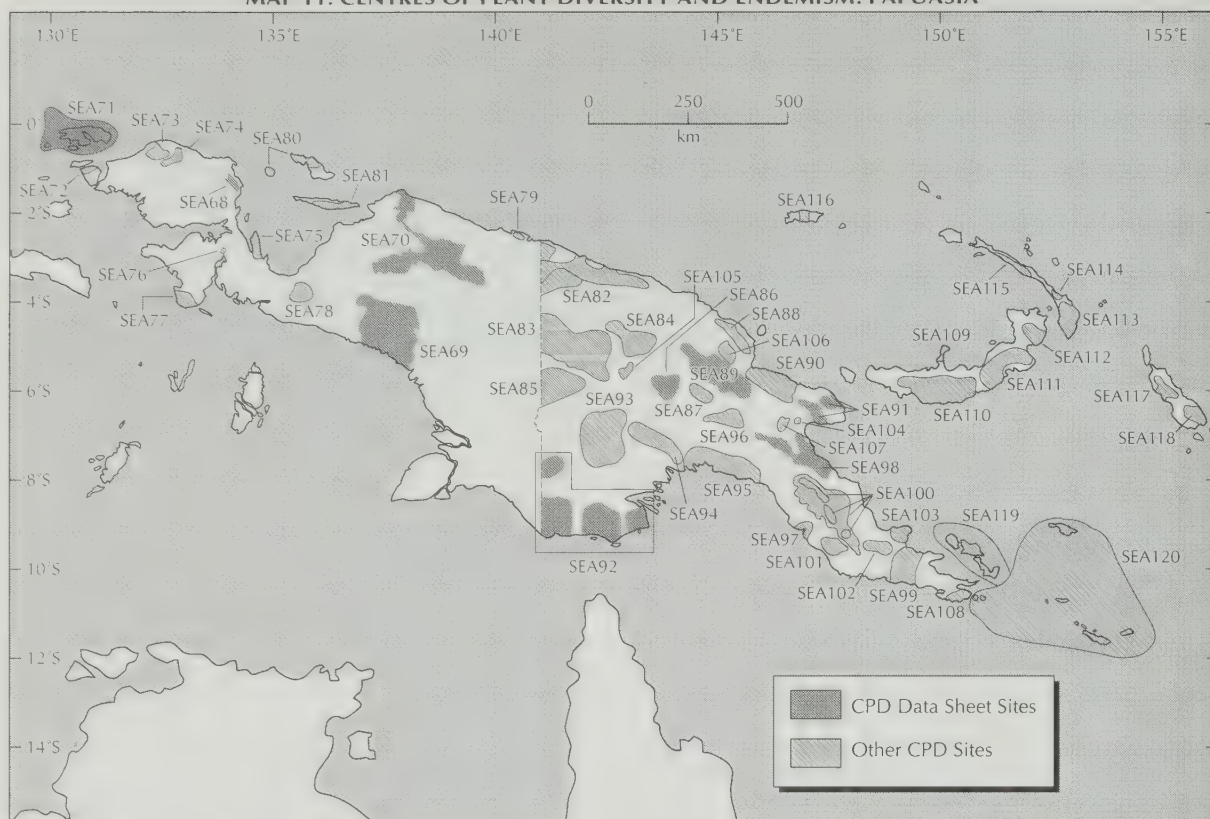 MAP 11. CENTRES OF PLANT DIVERSITY AND ENDEMISM: PAPUASIA
130°E 135°E 140°E 145°E 150°E 155°E
SEA71
SEA73
SEA74
SEA80
0 250 500
km
0°
SEA72
SEA68
SEA81
SEA79
SEA116
2°S
SEA75
SEA70
SEA76
SEA105
SEA86
SEA114
SEA115
4°S
SEA77
SEA78
SEA82
SEA88
SEA113
SEA83
SEA84
SEA106
SEA109
SEA69
SEA90
SEA112
SEA89
SEA111
6°S
SEA85
SEA93
SEA87
SEA91
SEA110
SEA117
SEA96
SEA104
SEA118
SEA107
8°S
SEA98
SEA95
SEA94
SEA100
SEA103
SEA119
SEA97
SEA120
10°S
SEA92
SEA101
SEA102
SEA99
SEA108
12°S
CPD Data Sheet Sites
14°S
Other CPD Sites